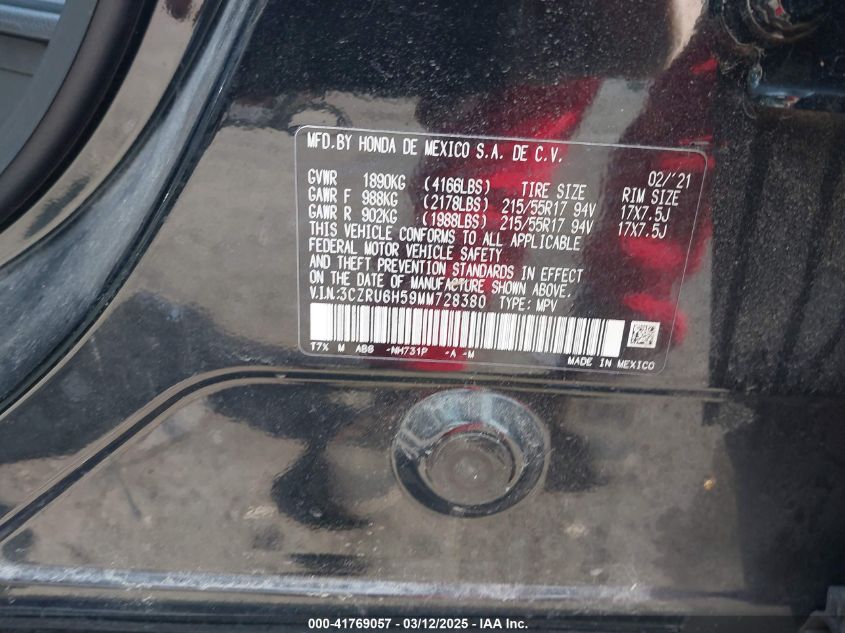 MFD.BY HONDA DE MEXICO S.A. DE C.V.
GVWR 1890KG (4166LBS) TIRE SIZE 02/'21
GAWR F 988KG (2178LBS) 215/55R17 94V RIM SIZE 17X7.5J
GAWR R 902KG (1988LBS) 215/55R17 94V 17X7.5J
THIS VEHICLE CONFORMS TO ALL APPLICABLE
FEDERAL MOTOR VEHICLE SAFETY
AND THEFT PREVENTION STANDARDS IN EFFECT
ON THE DATE OF MANUFACTURE SHOWN ABOVE.
V.I.N.:3CZRU6H59MM728380 TYPE: MPV
T7% M ABS -NH731P -A -M
MADE IN MEXICO
000-41769057 - 03/12/2025 - IAA Inc.